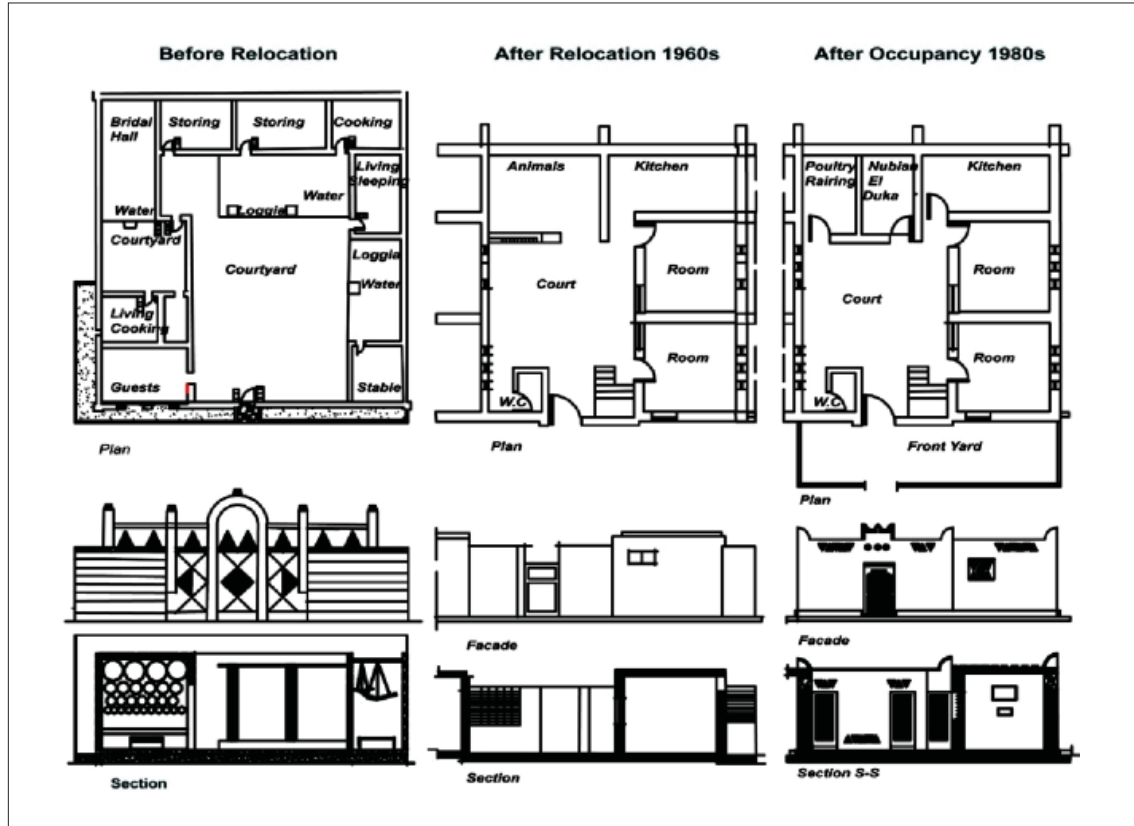 Before Relocation
After Relocation 1960s
After Occupancy 1980s
Bridal
Hall
Storing
Storing
Cooking
Living
Sleeping
Water
Water
Loggia
Courtyard
Courtyard
Loggia
Water
Living
Cooking
Guests
Stable
Plan
Animals
Kitchen
Court
Room
Room
W.C
Plan
Poultry
Rairing
Nubian
El
Duka
Kitchen
Court
Room
Room
W.C
Front Yard
Plan
Facade
Facade
Section
Section
Section S-S